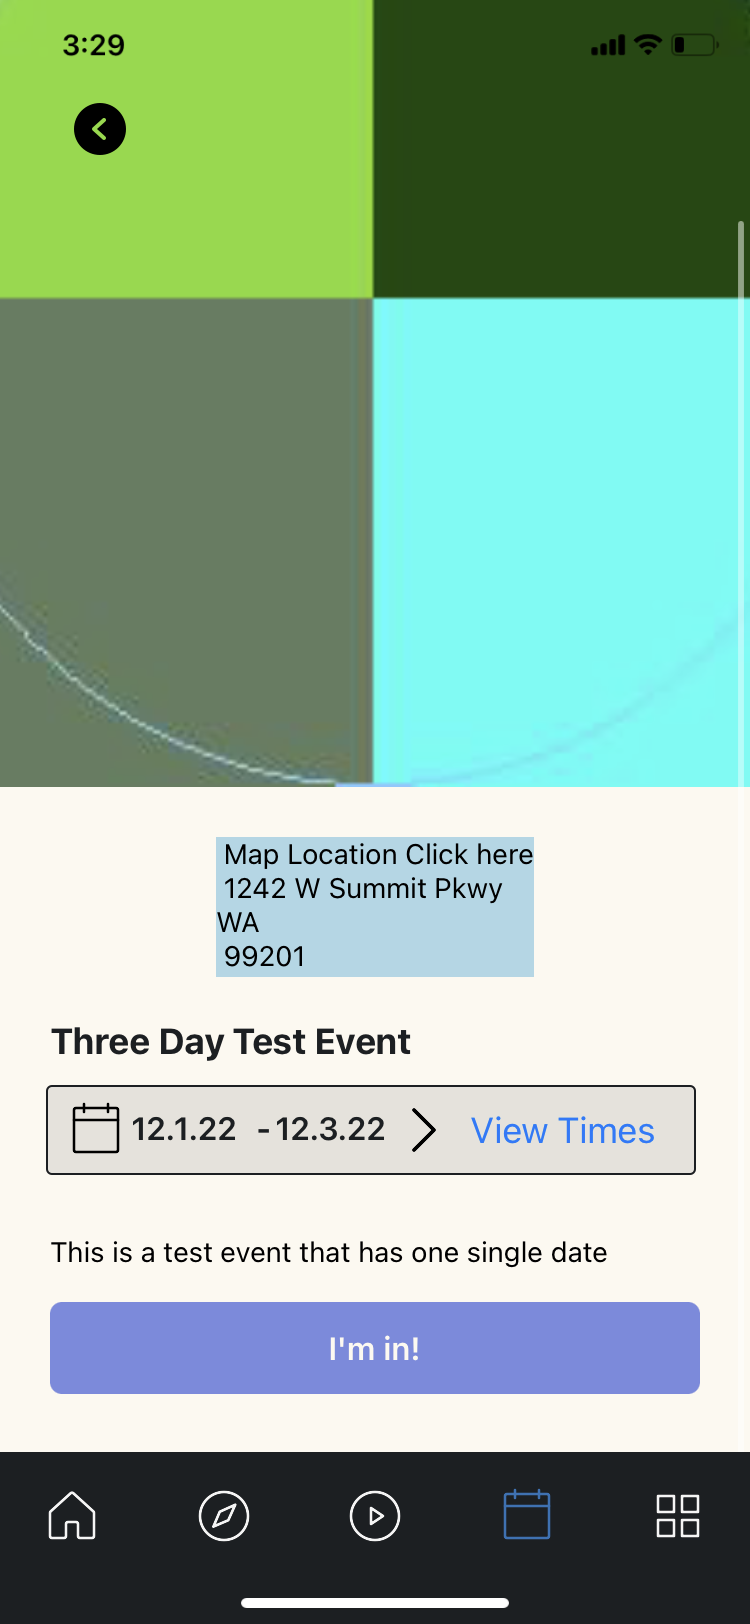 3:29
Map Location Click here
1242 W Summit Pkwy
WA
99201
Three Day Test Event
12.1.22 - 12.3.22 View Times
This is a test event that has one single date
I'm in!